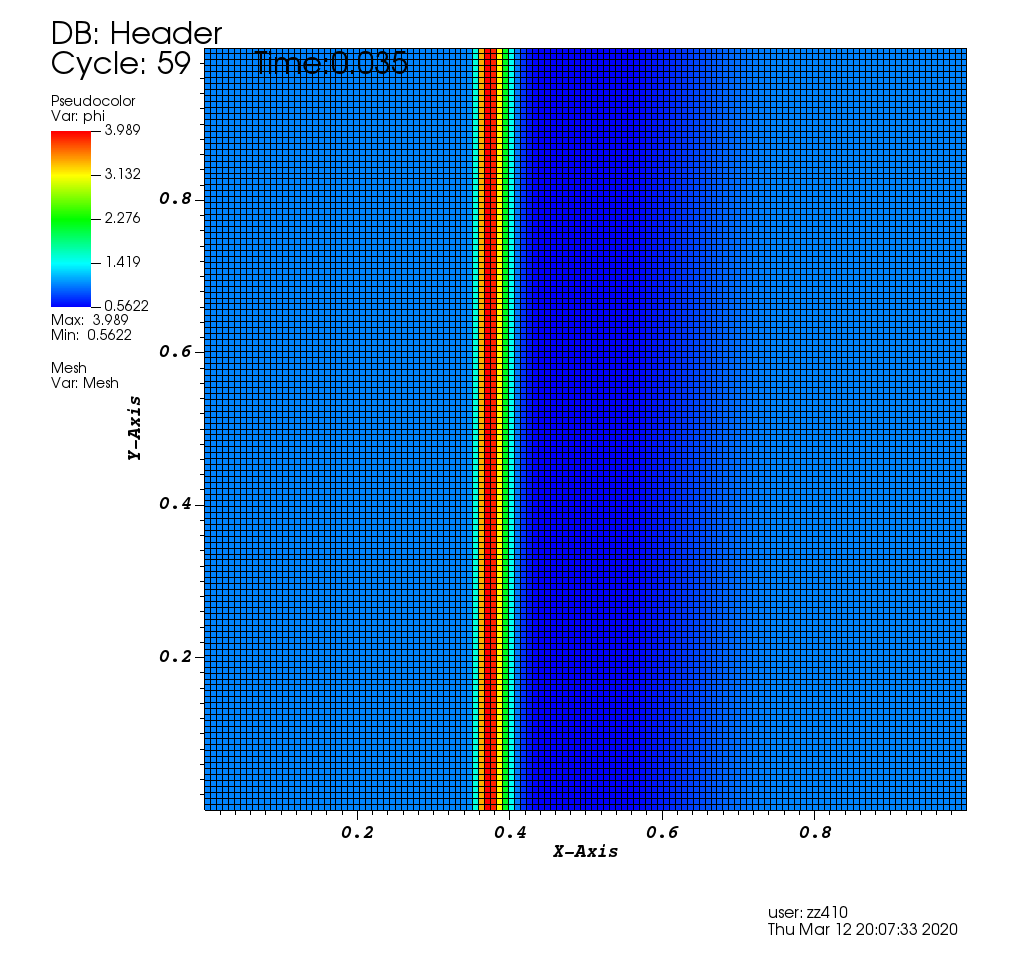 DB: Header
Cycle: 59 Time:0.035
Pseudocolor
Var: phi
3.989
3.132
2.276
1.419
0.5622
Max: 3.989
Min: 0.5622
Mesh
Var: Mesh
0.8
0.6
0.4
0.2
Y-Axis
0.2 0.4 0.6 0.8
X-Axis
user: zz410
Thu Mar 12 20:07:33 2020